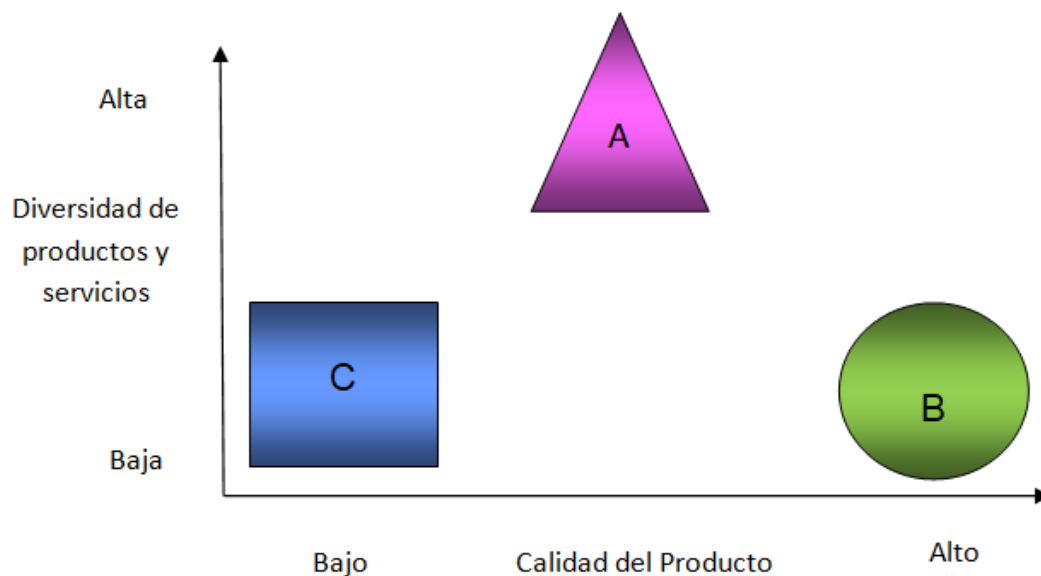 Alta
A
Diversidad de
productos y
servicios
C
B
Baja
Bajo
Calidad del Producto
Alto